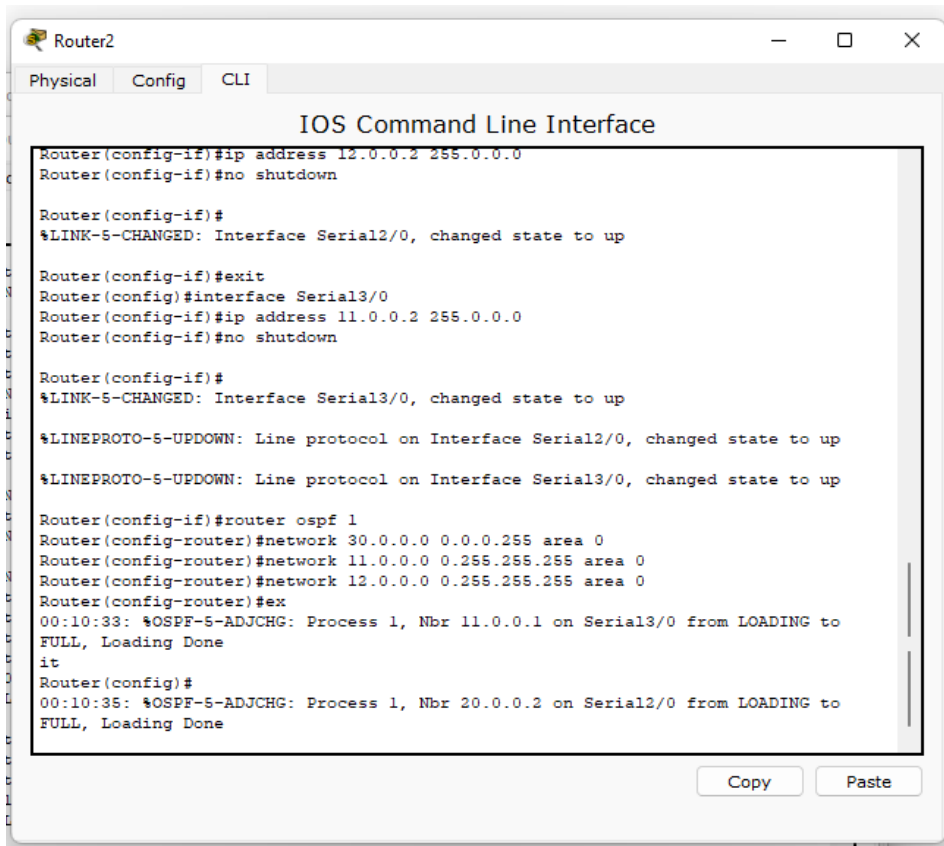 Router2
Physical Config CLI
IOS Command Line Interface
Router(config-if)#ip address 12.0.0.2 255.0.0.0
Router(config-if)#no shutdown
Router(config-if)#
%LINK-5-CHANGED: Interface Serial2/0, changed state to up
Router(config-if)#exit
Router(config)#interface Serial3/0
Router(config-if)#ip address 11.0.0.2 255.0.0.0
Router(config-if)#no shutdown
Router(config-if)#
%LINK-5-CHANGED: Interface Serial3/0, changed state to up
%LINEPROTO-5-UPDOWN: Line protocol on Interface Serial2/0, changed state to up
%LINEPROTO-5-UPDOWN: Line protocol on Interface Serial3/0, changed state to up
Router(config-if)#router ospf 1
Router(config-router)#network 30.0.0.0 0.0.0.255 area 0
Router(config-router)#network 11.0.0.0 0.255.255.255 area 0
Router(config-router)#network 12.0.0.0 0.255.255.255 area 0
Router(config-router)#ex
00:10:33: %OSPF-5-ADJCHG: Process 1, Nbr 11.0.0.1 on Serial3/0 from LOADING to
FULL, Loading Done
it
Router(config)#
00:10:35: %OSPF-5-ADJCHG: Process 1, Nbr 20.0.0.2 on Serial2/0 from LOADING to
FULL, Loading Done
Copy Paste